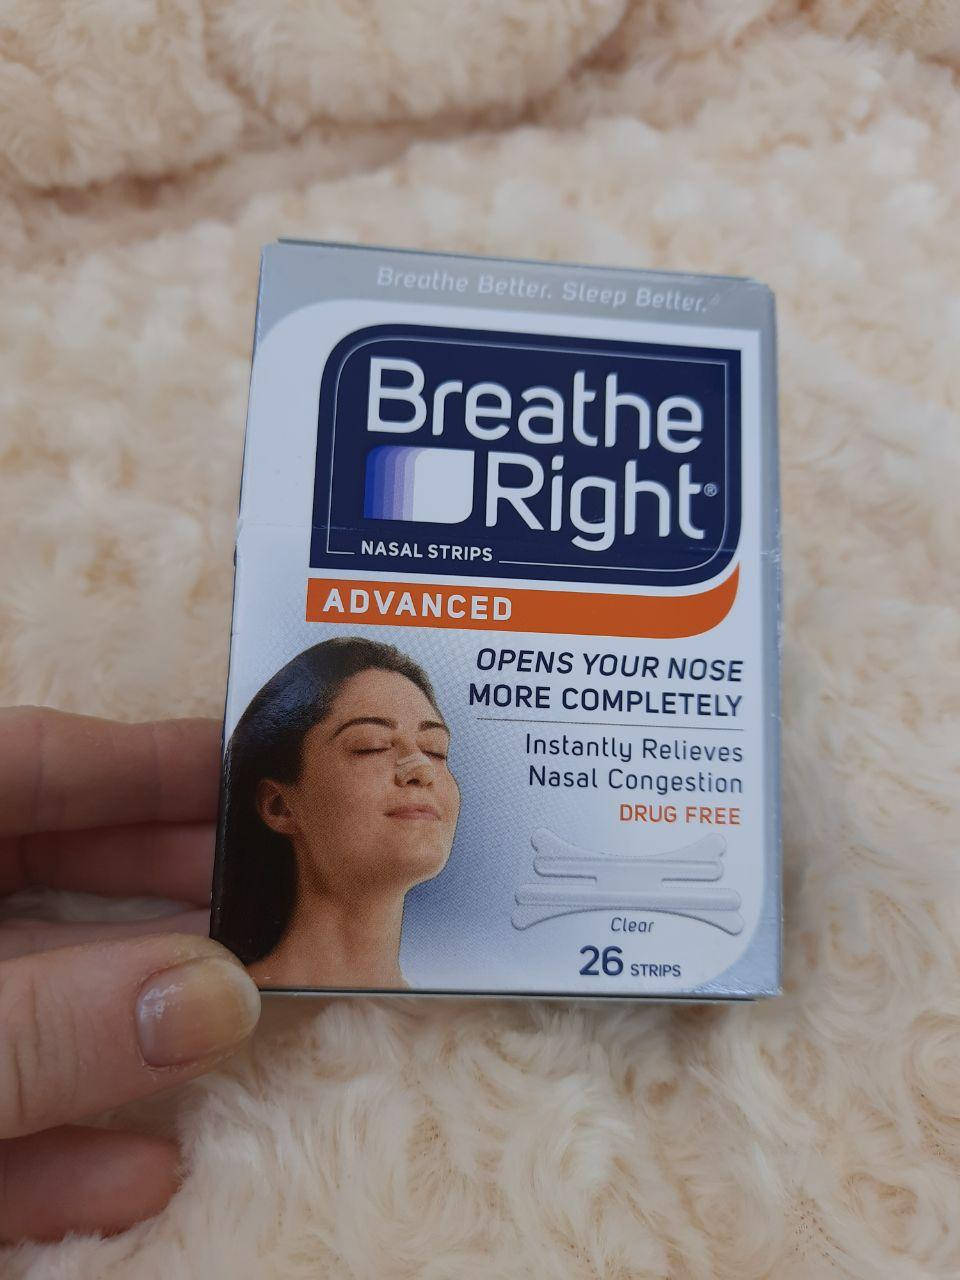 Breathe Better. Sleep Better.®
Breathe
Right®
NASAL STRIPS
ADVANCED
OPENS YOUR NOSE
MORE COMPLETELY
Instantly Relieves
Nasal Congestion
DRUG FREE
Clear
26 STRIPS